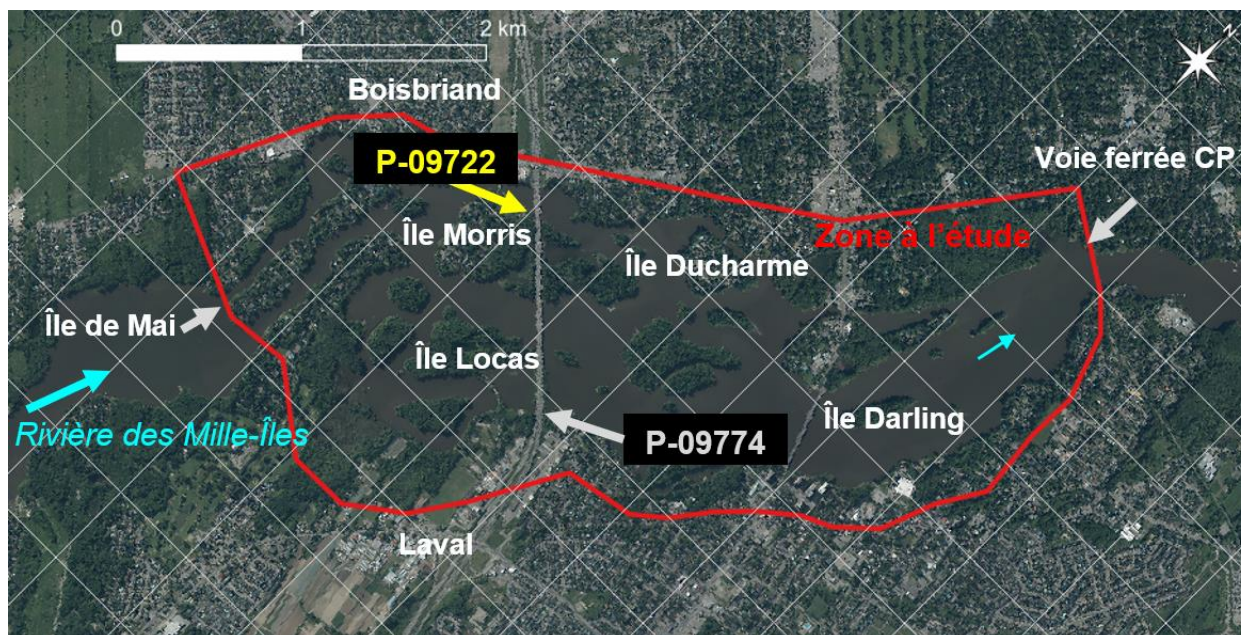 0 1 2 km
N
Boisbriand
P-09722
Voie ferrée CP
Île Morris
Zone à l'étude
Île Ducharme
Île de Mai
Île Locas
Île Darling
Rivière des Mille-Îles
P-09774
Laval